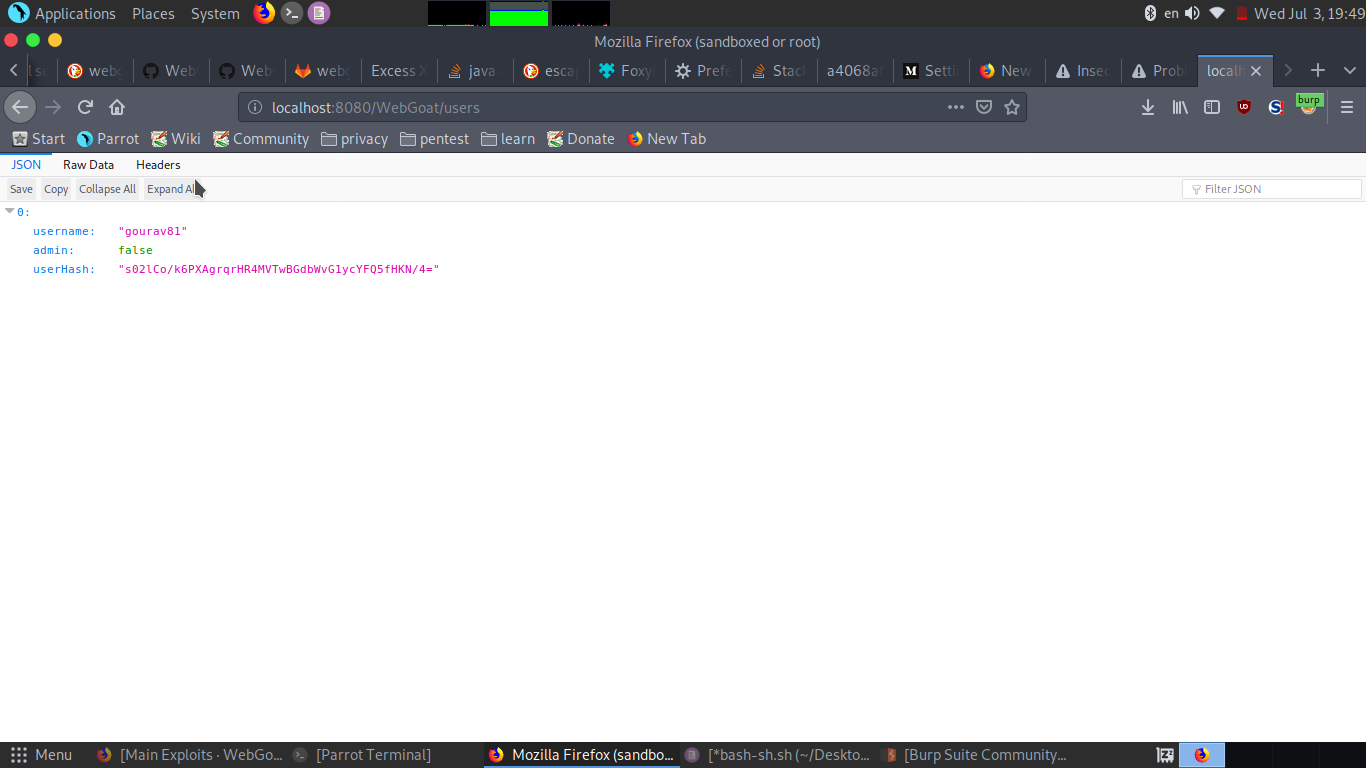 Applications Places System en Wed Jul 3, 19:49
Mozilla Firefox (sandboxed or root)
webg Web Web webg Excess X java escap Foxy Prefe Stack a4068a Setti New Insec Prob localh
localhost:8080/WebGoat/users burp
Start Parrot Wiki Community privacy pentest learn Donate New Tab
JSON Raw Data Headers
Save Copy Collapse All Expand Al Filter JSON
0:
username: "gourav81"
admin: false
userHash: "s02lCo/k6PXAgrqrHR4MVTwBGdbWvG1ycYFQ5fHKN/4="
Menu [Main Exploits · WebGo... [Parrot Terminal] Mozilla Firefox (sandbo... [*bash-sh.sh (~/Deskto... [Burp Suite Community...